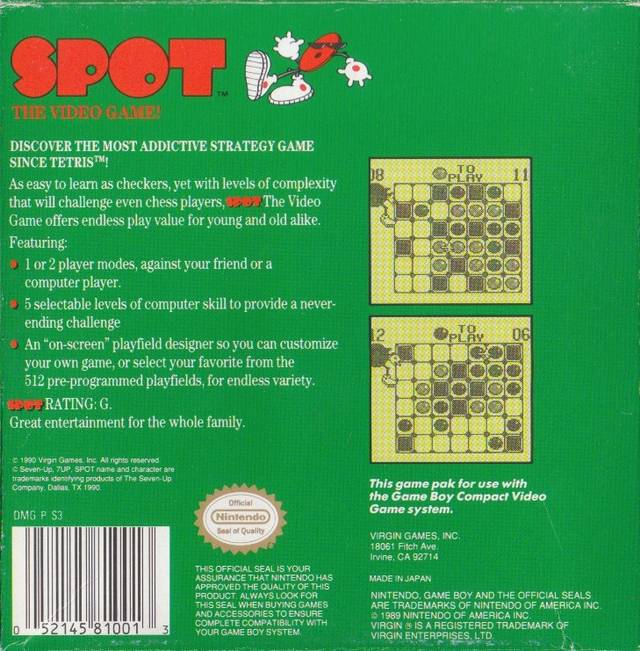 SPOT™
THE VIDEO GAME!
DISCOVER THE MOST ADDICTIVE STRATEGY GAME
SINCE TETRIS™!
As easy to learn as checkers, yet with levels of complexity
that will challenge even chess players, SPOT The Video
Game offers endless play value for young and old alike.
Featuring:
1 or 2 player modes, against your friend or a
computer player.
5 selectable levels of computer skill to provide a never-
ending challenge
An “on-screen” playfield designer so you can customize
your own game, or select your favorite from the
512 pre-programmed playfields, for endless variety.
SPOT RATING: G.
Great entertainment for the whole family.
© 1990 Virgin Games, Inc. All rights reserved
© Seven-Up, 7UP, SPOT name and character are
trademarks identifying products of The Seven-Up
Company, Dallas, TX 1990.
DMG P S3
0 52145 81001 3
Official
Nintendo
Seal of Quality
THIS OFFICIAL SEAL IS YOUR
ASSURANCE THAT NINTENDO HAS
APPROVED THE QUALITY OF THIS
PRODUCT. ALWAYS LOOK FOR
THIS SEAL WHEN BUYING GAMES
AND ACCESSORIES TO ENSURE
COMPLETE COMPATIBILITY WITH
YOUR GAME BOY SYSTEM.
18 TO PLAY 11
12 TO PLAY 06
This game pak for use with
the Game Boy Compact Video
Game system.
VIRGIN GAMES, INC.
18061 Fitch Ave.
Irvine, CA 92714
MADE IN JAPAN
NINTENDO, GAME BOY AND THE OFFICIAL SEALS
ARE TRADEMARKS OF NINTENDO OF AMERICA INC.
© 1989 NINTENDO OF AMERICA INC.
VIRGIN ® IS A REGISTERED TRADEMARK OF
VIRGIN ENTERPRISES, LTD.